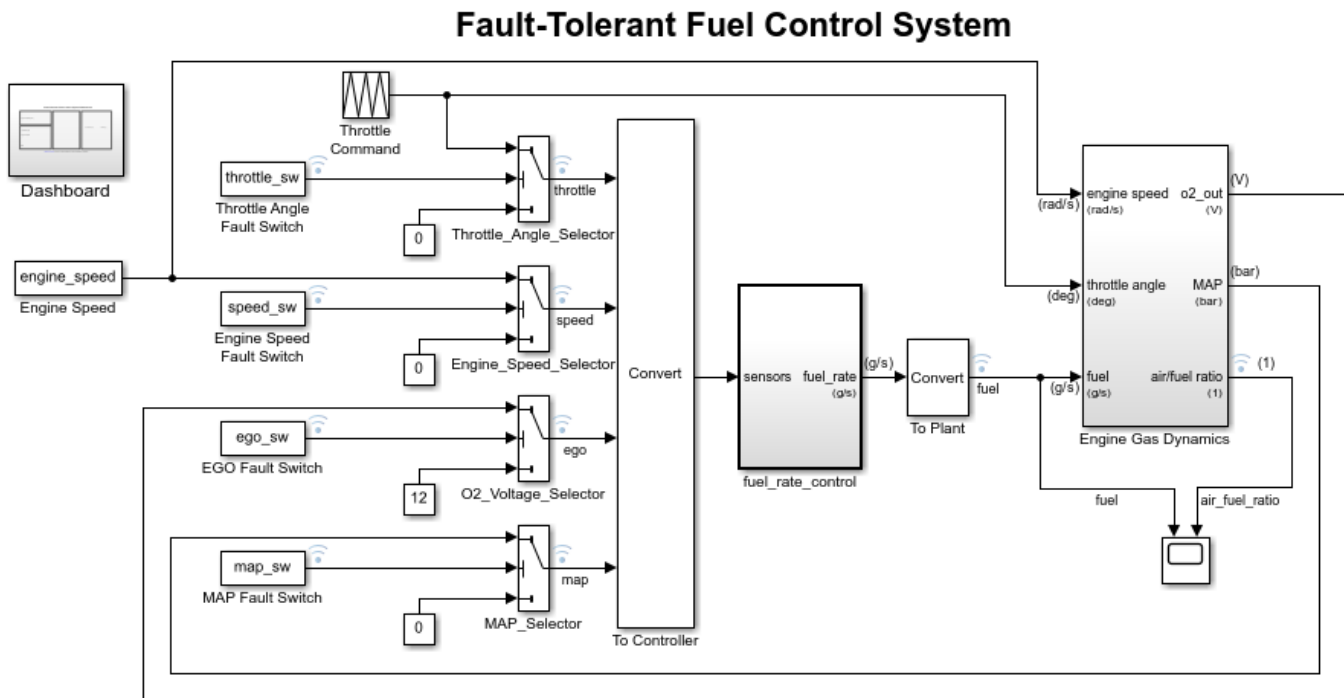 Fault-Tolerant Fuel Control System
Dashboard
Throttle
Command
throttle_sw
Throttle Angle
Fault Switch
0
throttle
Throttle_Angle_Selector
engine_speed
Engine Speed
speed_sw
Engine Speed
Fault Switch
0
speed
Engine_Speed_Selector
ego_sw
EGO Fault Switch
12
ego
O2_Voltage_Selector
map_sw
MAP Fault Switch
0
map
MAP_Selector
Convert
To Controller
sensors
fuel_rate
(g/s)
fuel_rate_control
(g/s)
Convert
To Plant
fuel
(rad/s)
(deg)
(g/s)
engine speed
(rad/s)
throttle angle
(deg)
fuel
(g/s)
o2_out
(V)
MAP
(bar)
air/fuel ratio
(1)
Engine Gas Dynamics
(V)
(bar)
(1)
fuel
air_fuel_ratio